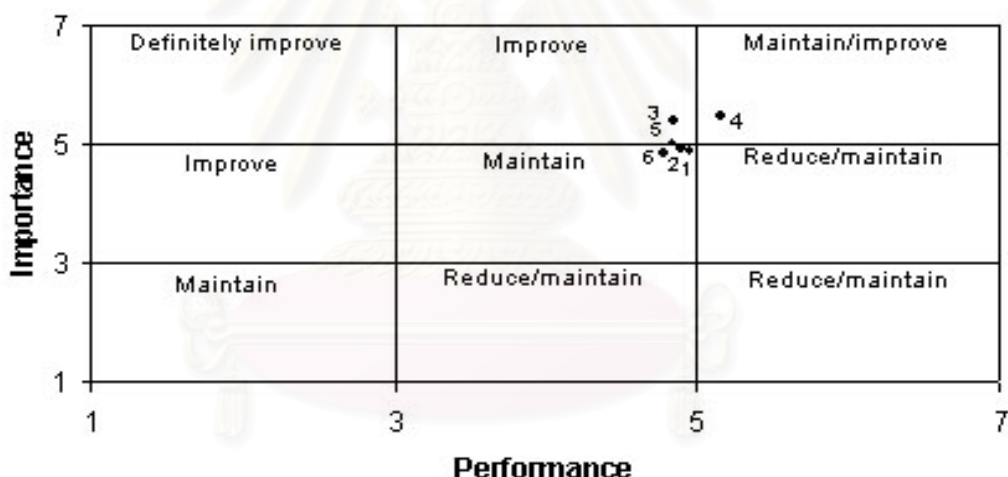 7
Definitely improve Improve Maintain/improve
3
4
5
5
Improve Maintain Reduce/maintain
6 2 1
Importance
3
Maintain Reduce/maintain Reduce/maintain
1
1 3 5 7
Performance